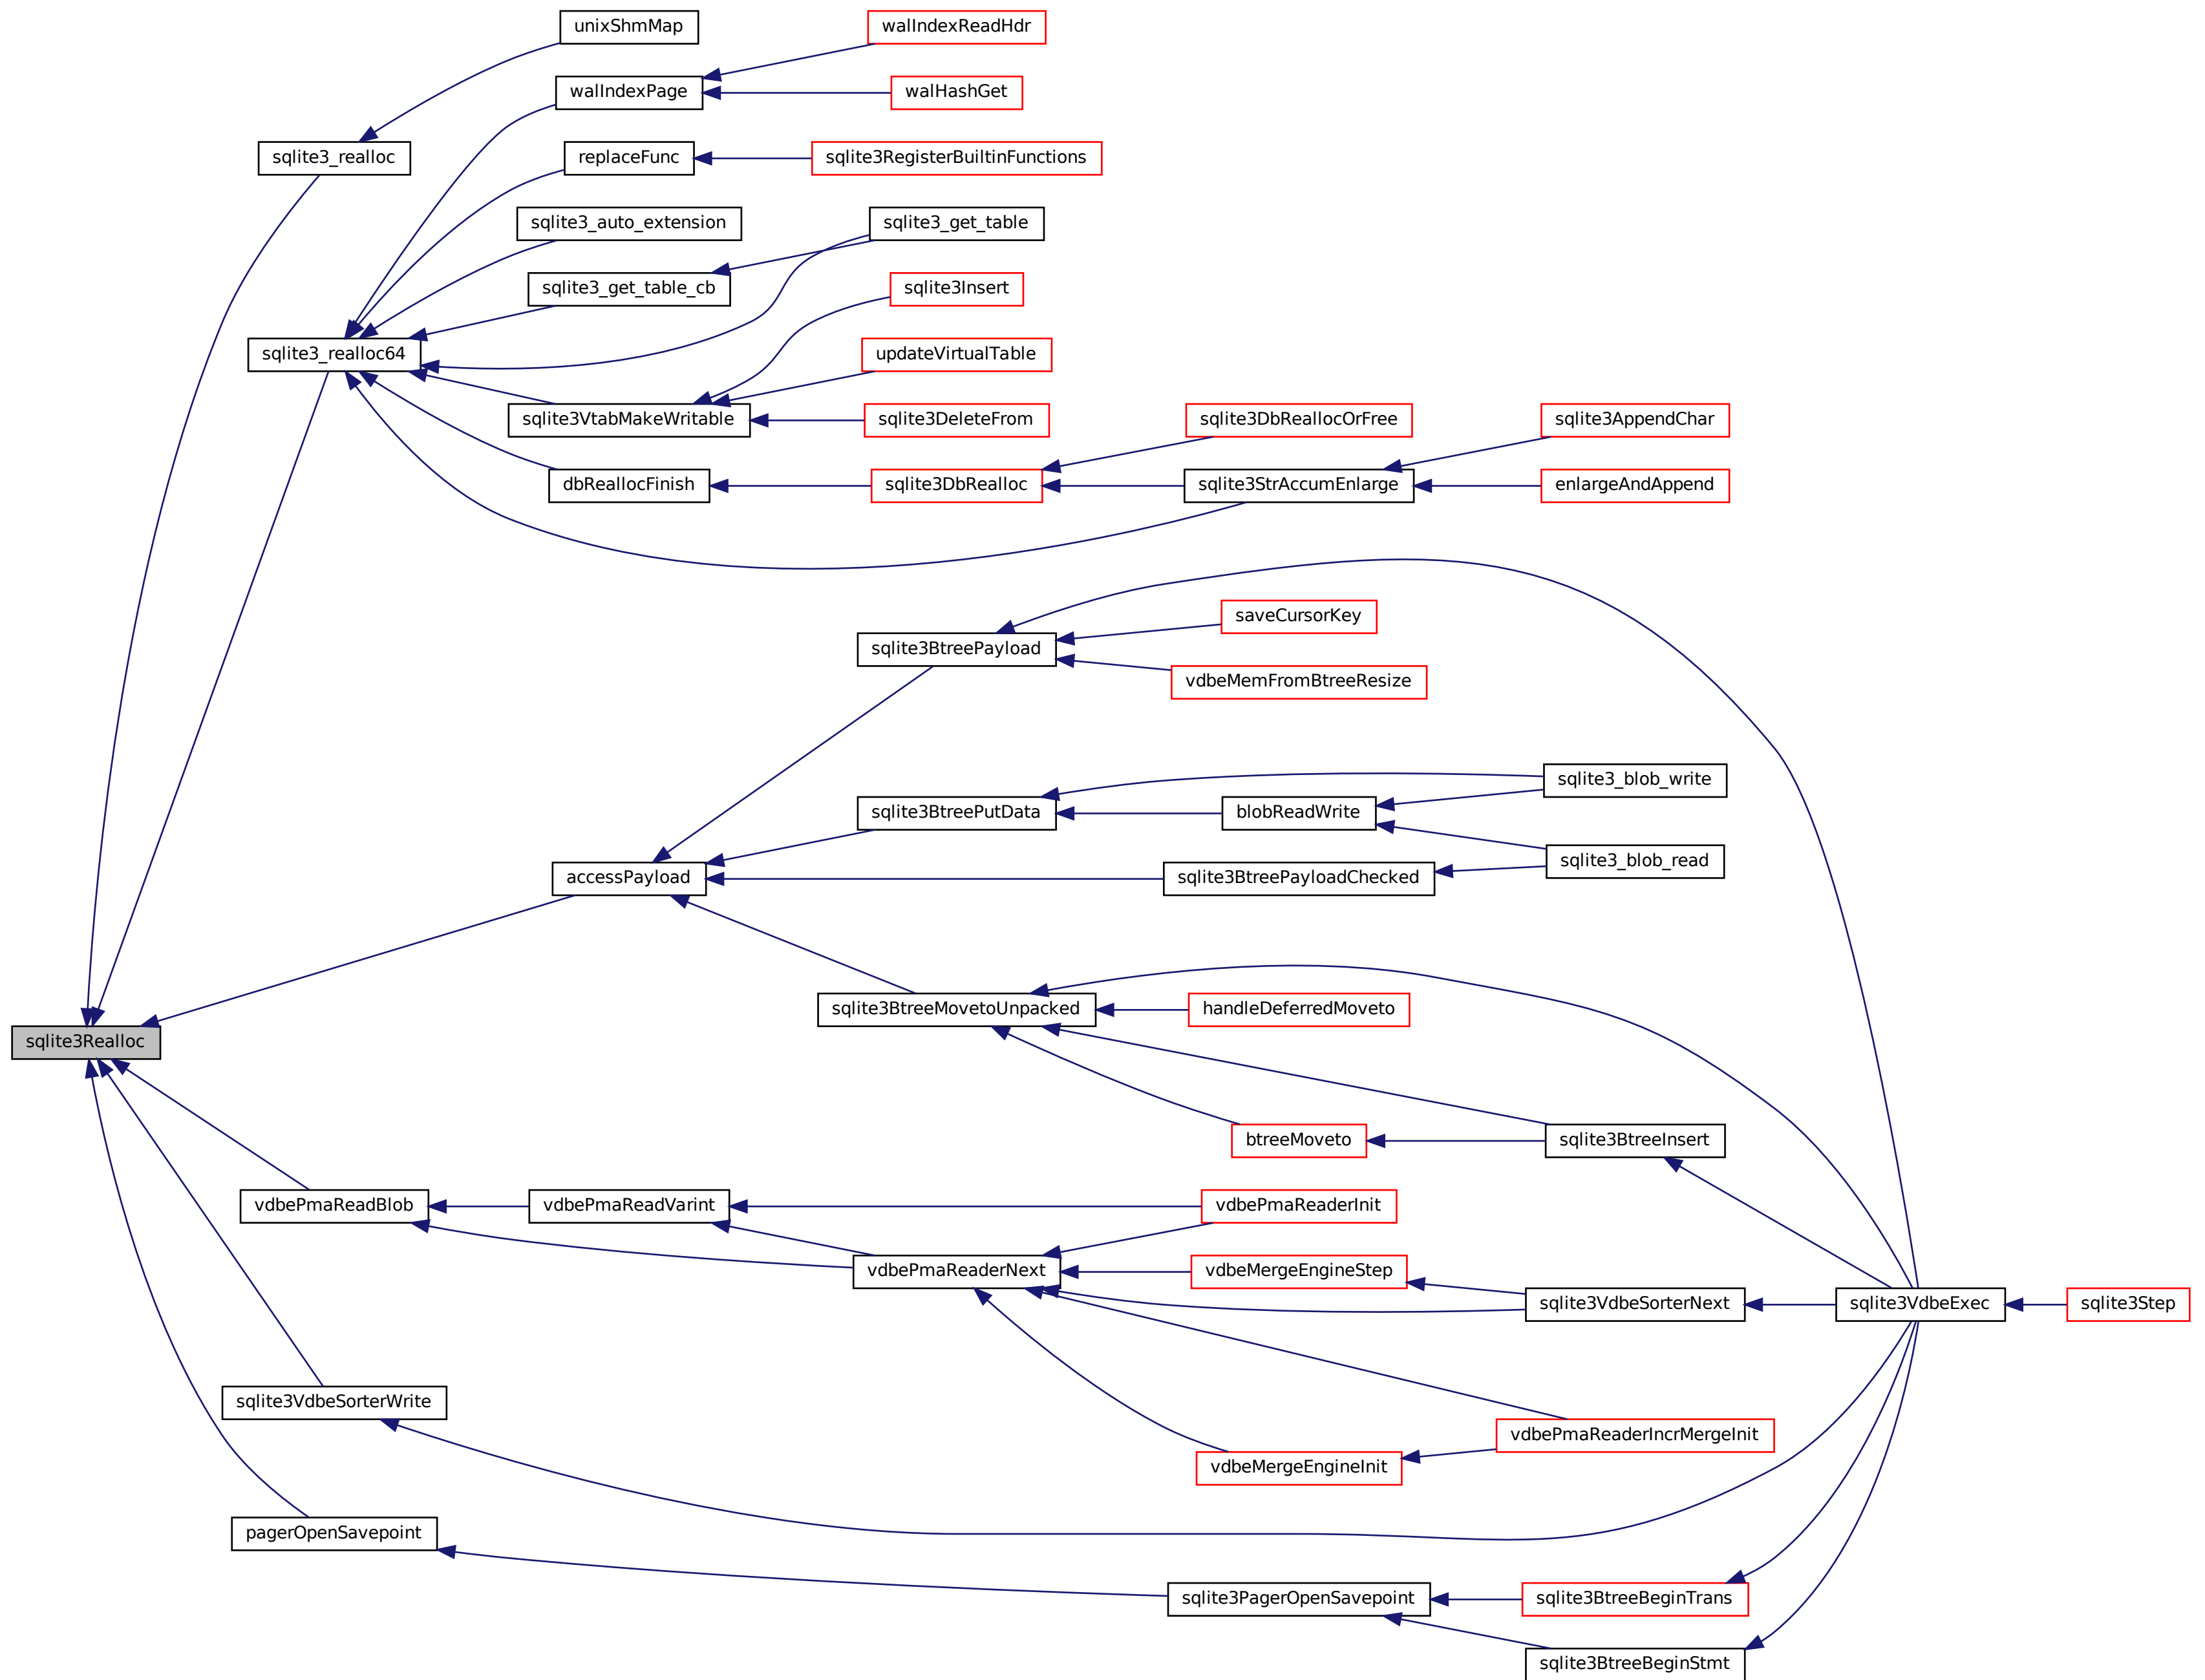 unixShmMap
walIndexReadHdr
walIndexPage
walHashGet
sqlite3_realloc
replaceFunc
sqlite3RegisterBuiltinFunctions
sqlite3_auto_extension
sqlite3_get_table
sqlite3_get_table_cb
sqlite3Insert
sqlite3_realloc64
updateVirtualTable
sqlite3VtabMakeWritable
sqlite3DeleteFrom
sqlite3DbReallocOrFree
sqlite3AppendChar
dbReallocFinish
sqlite3DbRealloc
sqlite3StrAccumEnlarge
enlargeAndAppend
saveCursorKey
sqlite3BtreePayload
vdbeMemFromBtreeResize
sqlite3_blob_write
sqlite3BtreePutData
blobReadWrite
sqlite3_blob_read
accessPayload
sqlite3BtreePayloadChecked
sqlite3BtreeMovetoUnpacked
handleDeferredMoveto
sqlite3Realloc
btreeMoveto
sqlite3BtreeInsert
vdbePmaReadBlob
vdbePmaReadVarint
vdbePmaReaderInit
vdbePmaReaderNext
vdbeMergeEngineStep
sqlite3VdbeSorterNext
sqlite3VdbeExec
sqlite3Step
sqlite3VdbeSorterWrite
vdbePmaReaderIncrMergeInit
vdbeMergeEngineInit
pagerOpenSavepoint
sqlite3PagerOpenSavepoint
sqlite3BtreeBeginTrans
sqlite3BtreeBeginStmt